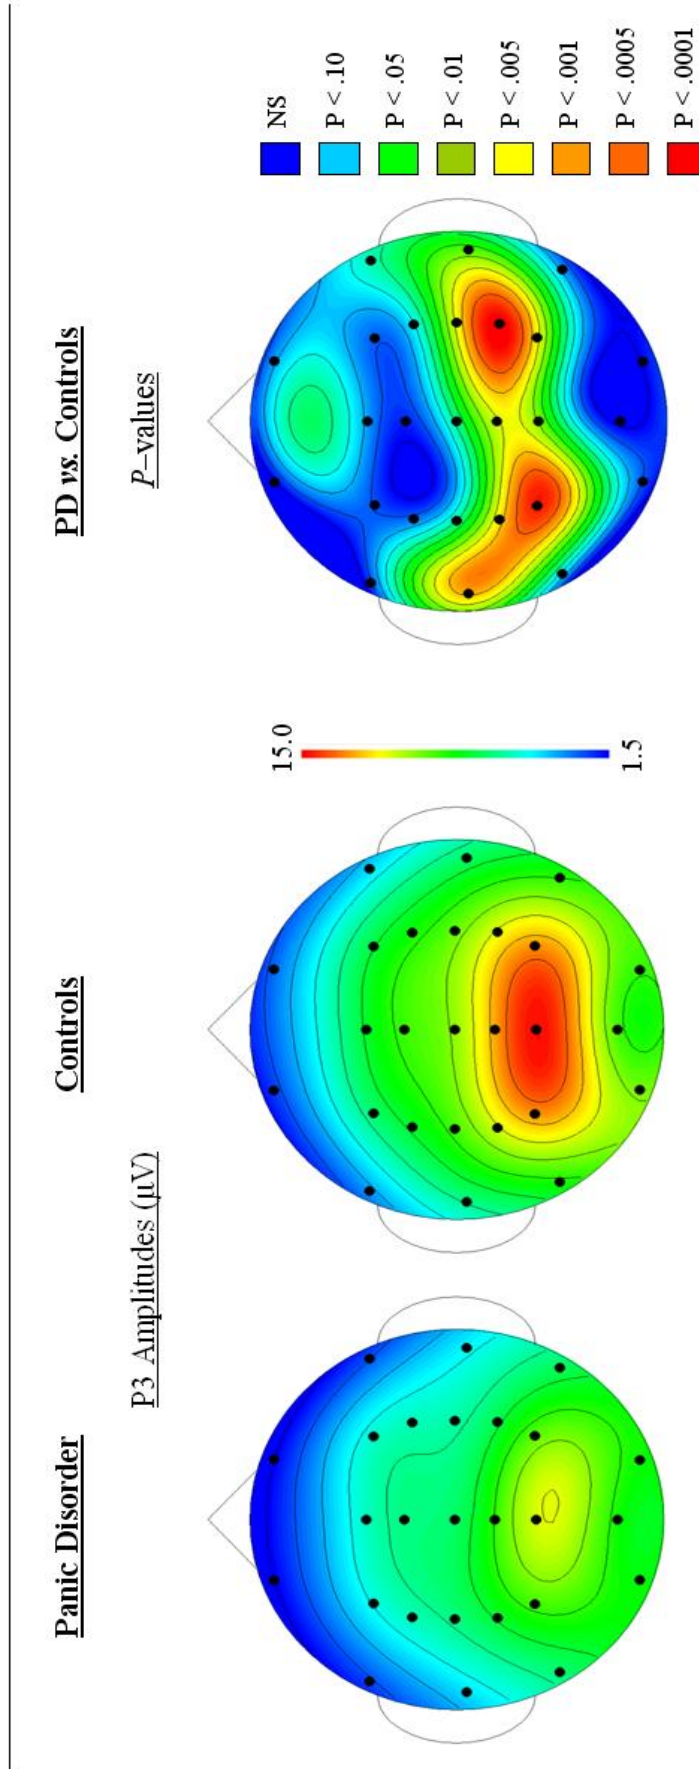 Panic Disorder
Controls
PD vs. Controls
P3 Amplitudes (μV)
P–values
15.0
1.5
NS
P < .10
P < .05
P < .01
P < .005
P < .001
P < .0005
P < .0001